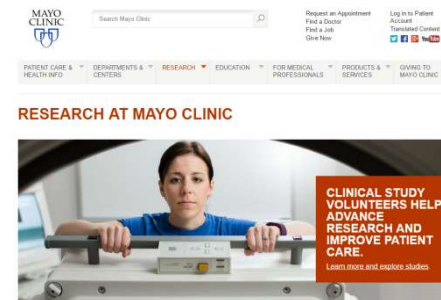 MAYO
CLINIC
Search Mayo Clinic
Request an Appointment
Find a Doctor
Find a Job
Give Now
Log in to Patient
Account
Translated Content
PATIENT CARE &
HEALTH INFO
DEPARTMENTS &
CENTERS
RESEARCH
EDUCATION
FOR MEDICAL
PROFESSIONALS
PRODUCTS &
SERVICES
GIVING TO
MAYO CLINIC
RESEARCH AT MAYO CLINIC
CLINICAL STUDY
VOLUNTEERS HELP
ADVANCE
RESEARCH AND
IMPROVE PATIENT
CARE.
Learn more and explore studies